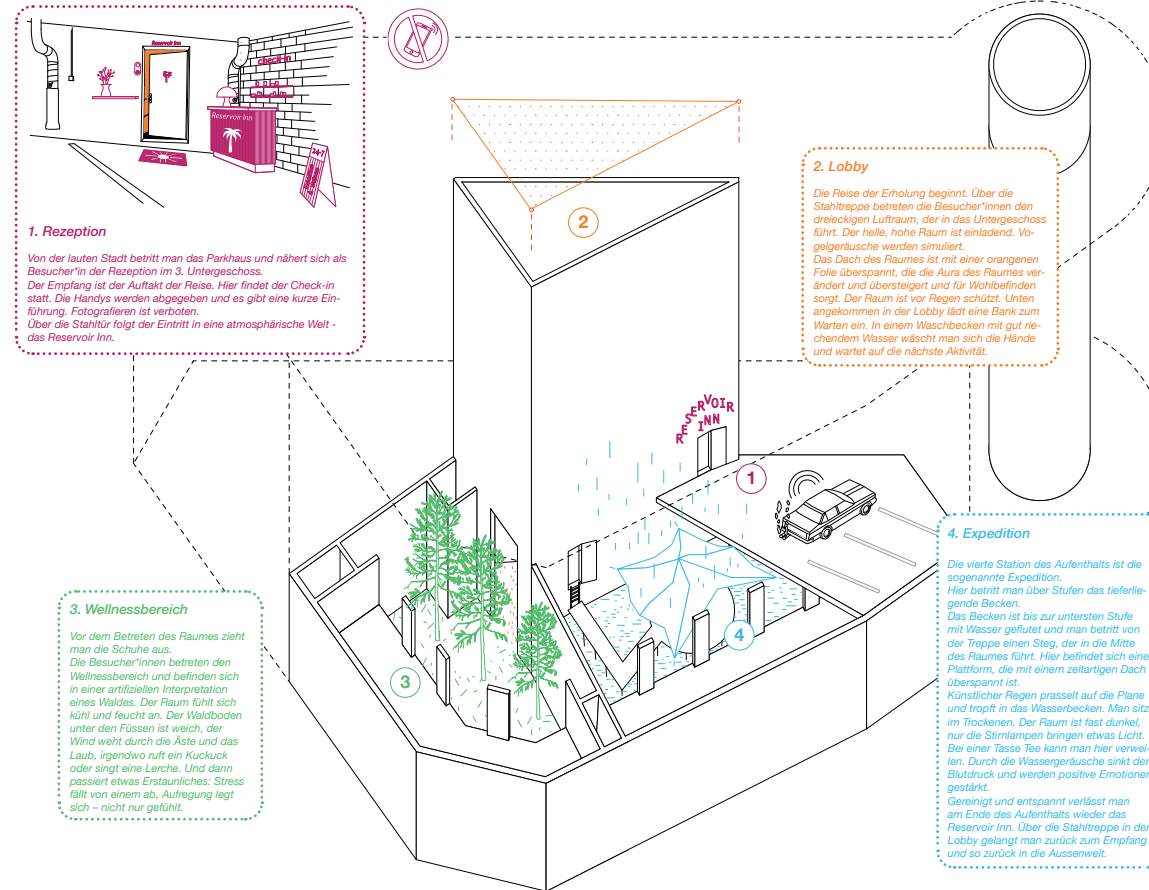 Reservoir Inn
check-in
Reservoir Inn
24-7
1. Rezeption
Von der lauten Stadt betritt man das Parkhaus und nähert sich als
Besucher*in der Rezeption im 3. Untergeschoss.
Der Empfang ist der Auftakt der Reise. Hier findet der Check-in
statt. Die Handys werden abgegeben und es gibt eine kurze Ein-
führung. Fotografieren ist verboten.
Über die Stahltür folgt der Eintritt in eine atmosphärische Welt -
das Reservoir Inn.
2
2. Lobby
Die Reise der Erholung beginnt. Über die
Stahltreppe betreten die Besucher*innen den
dreieckigen Luftraum, der in das Untergeschoss
führt. Der helle, hohe Raum ist einladend. Vo-
gelgeräusche werden simuliert.
Das Dach des Raumes ist mit einer orangenen
Folie überspannt, die die Aura des Raumes ver-
ändert und übersteigert und für Wohlbefinden
sorgt. Der Raum ist vor Regen schützt. Unten
angekommen in der Lobby lädt eine Bank zum
Warten ein. In einem Waschbecken mit gut rie-
chendem Wasser wäscht man sich die Hände
und wartet auf die nächste Aktivität.
RESERVOIR
INN
1
3. Wellnessbereich
Vor dem Betreten des Raumes zieht
man die Schuhe aus.
Die Besucher*innen betreten den
Wellnessbereich und befinden sich
in einer artifiziellen Interpretation
eines Waldes. Der Raum fühlt sich
kühl und feucht an. Der Waldboden
unter den Füssen ist weich, der
Wind weht durch die Äste und das
Laub, irgendwo ruft ein Kuckuck
oder singt eine Lerche. Und dann
passiert etwas Erstaunliches: Stress
fällt von einem ab, Aufregung legt
sich – nicht nur gefühlt.
3
4
4. Expedition
Die vierte Station des Aufenthalts ist die
sogenannte Expedition.
Hier betritt man über Stufen das tieferlie-
gende Becken.
Das Becken ist bis zur untersten Stufe
mit Wasser geflutet und man betritt von
der Treppe einen Steg, der in die Mitte
des Raumes führt. Hier befindet sich eine
Plattform, die mit einem zeltartigen Dach
überspannt ist.
Künstlicher Regen prasselt auf die Plane
und tropft in das Wasserbecken. Man sitz
im Trockenen. Der Raum ist fast dunkel,
nur die Stirnlampen bringen etwas Licht.
Bei einer Tasse Tee kann man hier verwei-
len. Durch die Wassergeräusche sinkt der
Blutdruck und werden positive Emotionen
gestärkt.
Gereinigt und entspannt verlässt man
am Ende des Aufenthalts wieder das
Reservoir Inn. Über die Stahltreppe in der
Lobby gelangt man zurück zum Empfang
und so zurück in die Aussenwelt.